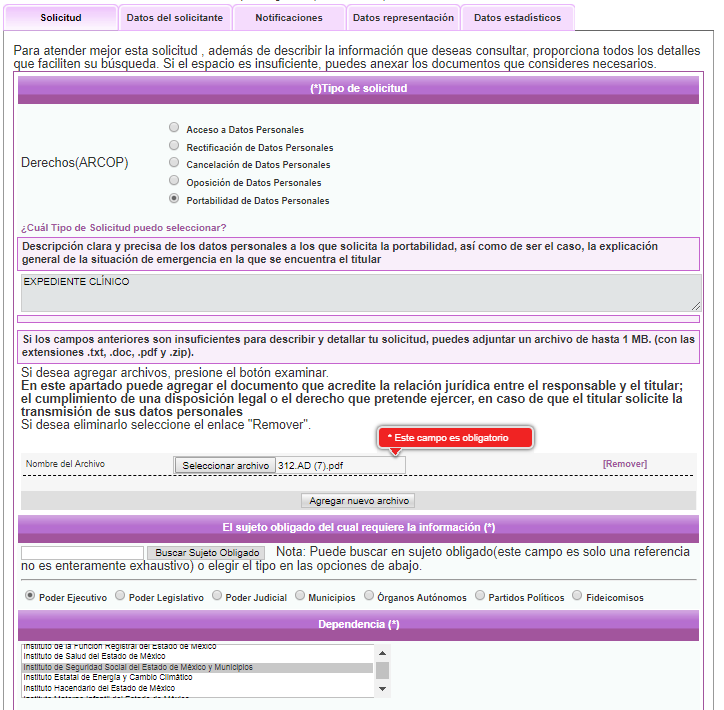 Solicitud
Datos del solicitante
Notificaciones
Datos representación
Datos estadísticos
Para atender mejor esta solicitud , además de describir la información que deseas consultar, proporciona todos los detalles
que faciliten su búsqueda. Si el espacio es insuficiente, puedes anexar los documentos que consideres necesarios.
(*)Tipo de solicitud
Derechos(ARCOP)
Acceso a Datos Personales
Rectificación de Datos Personales
Cancelación de Datos Personales
Oposición de Datos Personales
Portabilidad de Datos Personales
¿Cuál Tipo de Solicitud puedo seleccionar?
Descripción clara y precisa de los datos personales a los que solicita la portabilidad, así como de ser el caso, la explicación
general de la situación de emergencia en la que se encuentra el titular
EXPEDIENTE CLÍNICO
Si los campos anteriores son insuficientes para describir y detallar tu solicitud, puedes adjuntar un archivo de hasta 1 MB. (con las
extensiones .txt, .doc, .pdf y .zip).
Si desea agregar archivos, presione el botón examinar.
En este apartado puede agregar el documento que acredite la relación jurídica entre el responsable y el titular;
el cumplimiento de una disposición legal o el derecho que pretende ejercer, en caso de que el titular solicite la
transmisión de sus datos personales
Si desea eliminarlo seleccione el enlace "Remover".
* Este campo es obligatorio
Nombre del Archivo
Seleccionar archivo 312.AD (7).pdf
[Remover]
Agregar nuevo archivo
El sujeto obligado del cual requiere la información (*)
Buscar Sujeto Obligado Nota: Puede buscar en sujeto obligado(este campo es solo una referencia
no es enteramente exhaustivo) o elegir el tipo en las opciones de abajo.
Poder Ejecutivo Poder Legislativo Poder Judicial Municipios Órganos Autónomos Partidos Políticos Fideicomisos
Dependencia (*)
Instituto de la Función Registral del Estado de México
Instituto de Salud del Estado de México
Instituto de Seguridad Social del Estado de México y Municipios
Instituto Estatal de Energía y Cambio Climático
Instituto Hacendario del Estado de México
Instituto Materno Infantil del Estado de México